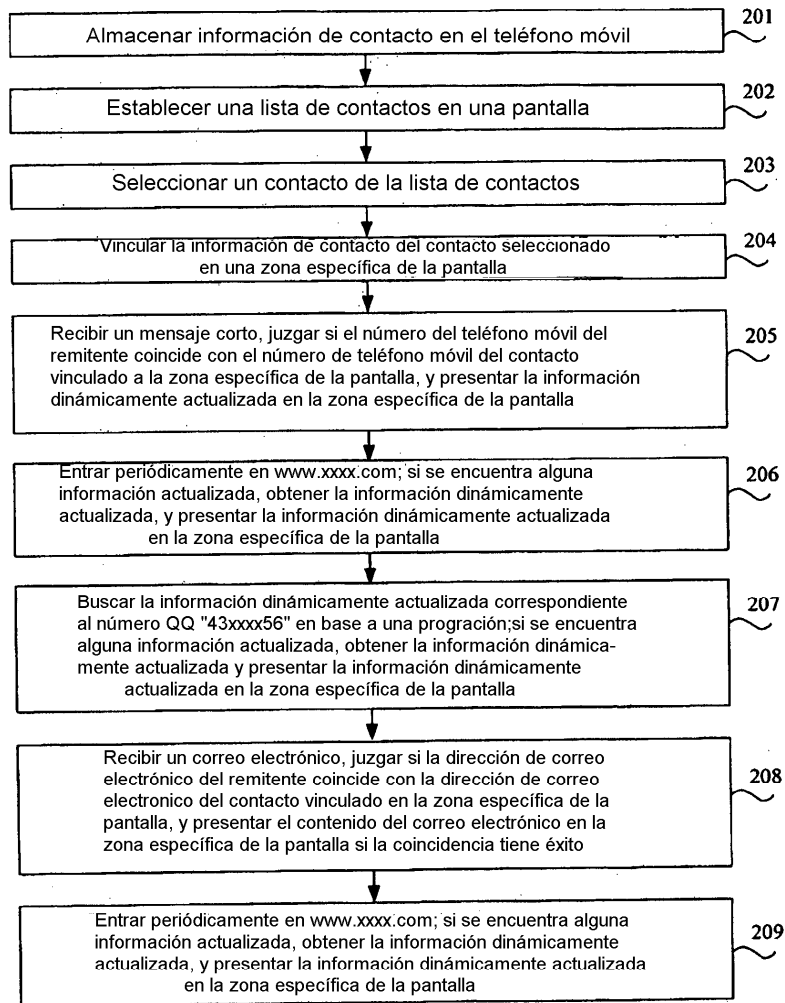 Almacenar información de contacto en el teléfono móvil
201
Establecer una lista de contactos en una pantalla
202
Seleccionar un contacto de la lista de contactos
203
Vincular la información de contacto del contacto seleccionado
en una zona específica de la pantalla
204
Recibir un mensaje corto, juzgar si el número del teléfono móvil del
remitente coincide con el número de teléfono móvil del contacto
vinculado a la zona específica de la pantalla, y presentar la información
dinámicamente actualizada en la zona específica de la pantalla
205
Entrar periódicamente en www.xxxx.com; si se encuentra alguna
información actualizada, obtener la información dinámicamente
actualizada, y presentar la información dinámicamente actualizada
en la zona específica de la pantalla
206
Buscar la información dinámicamente actualizada correspondiente
al número QQ "43xxxx56" en base a una progración;si se encuentra
alguna información actualizada, obtener la información dinámica-
mente actualizada y presentar la información dinámicamente
actualizada en la zona específica de la pantalla
207
Recibir un correo electrónico, juzgar si la dirección de correo
electrónico del remitente coincide con la dirección de correo
electronico del contacto vinculado en la zona específica de la
pantalla, y presentar el contenido del correo electrónico en la
zona específica de la pantalla si la coincidencia tiene éxito
208
Entrar periódicamente en www.xxxx.com; si se encuentra alguna
información actualizada, obtener la información dinámicamente
actualizada, y presentar la información dinámicamente actualizada
en la zona específica de la pantalla
209